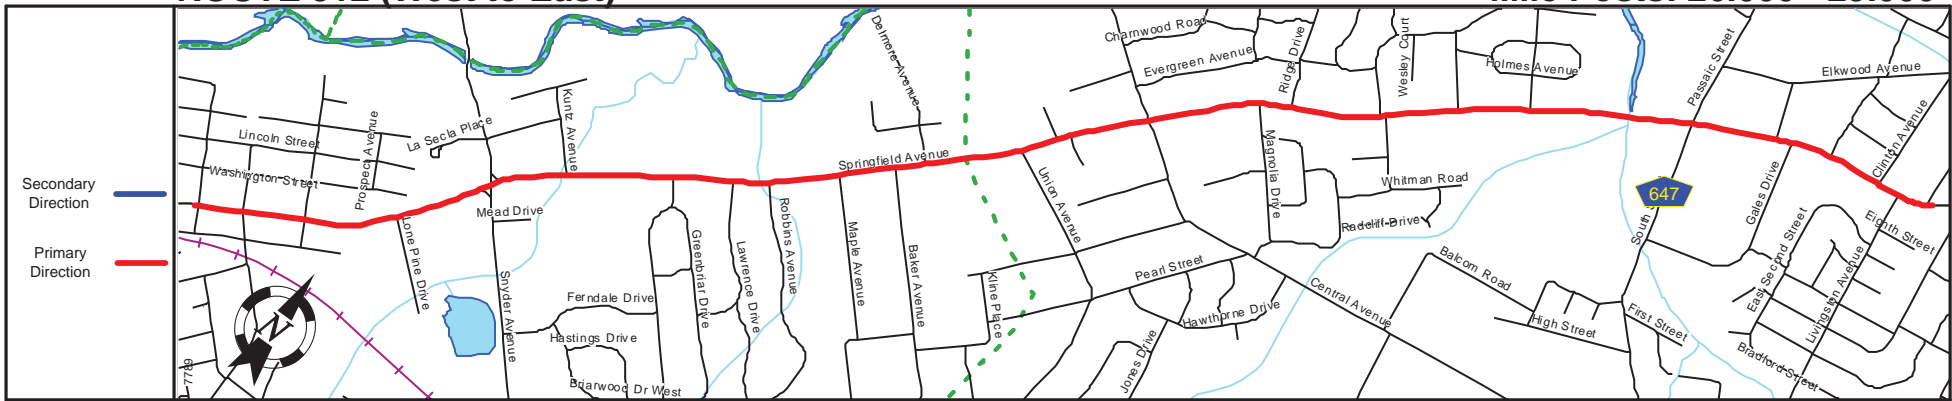 Secondary
Direction
Primary
Direction
Lincoln Street
Washington Street
Prospect Avenue
La Secla Place
Kuntz Avenue
Mead Drive
Lone Pine Drive
Snyder Avenue
Ferndale Drive
Hastings Drive
Briarwood Dr West
Greenbriar Drive
Lawrence Drive
Robbins Avenue
Maple Avenue
Baker Avenue
Kline Place
Springfield Avenue
Delmore Avenue
Union Avenue
Charnwood Road
Evergreen Avenue
Ridge Drive
Wesley Court
Holmes Avenue
Magnolia Drive
Whitman Road
Radcliff Drive
Pearl Street
Hawthorne Drive
Jones Drive
Central Avenue
Balcom Road
High Street
First Street
Passaic Street
647
South
Elkwood Avenue
Clinton Avenue
Gales Drive
East Second Street
Livingston Avenue
Eighth Street
Bradford Street
N
7789